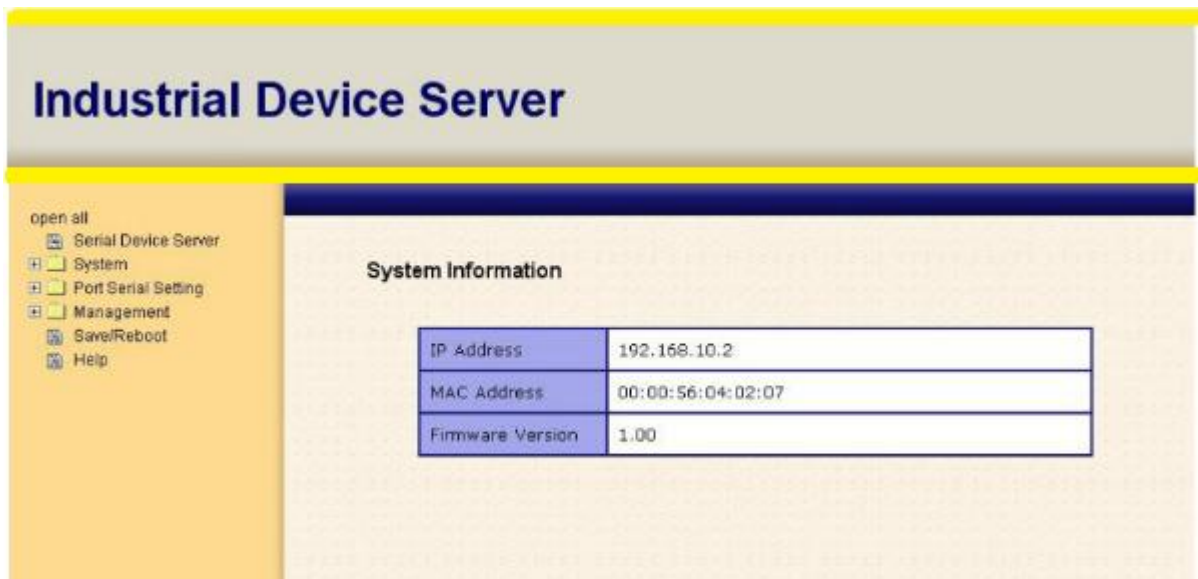 Industrial Device Server
open all
Serial Device Server
System
Port Serial Setting
Management
Save/Reboot
Help
System Information
IP Address 192.168.10.2
MAC Address 00:00:56:04:02:07
Firmware Version 1.00